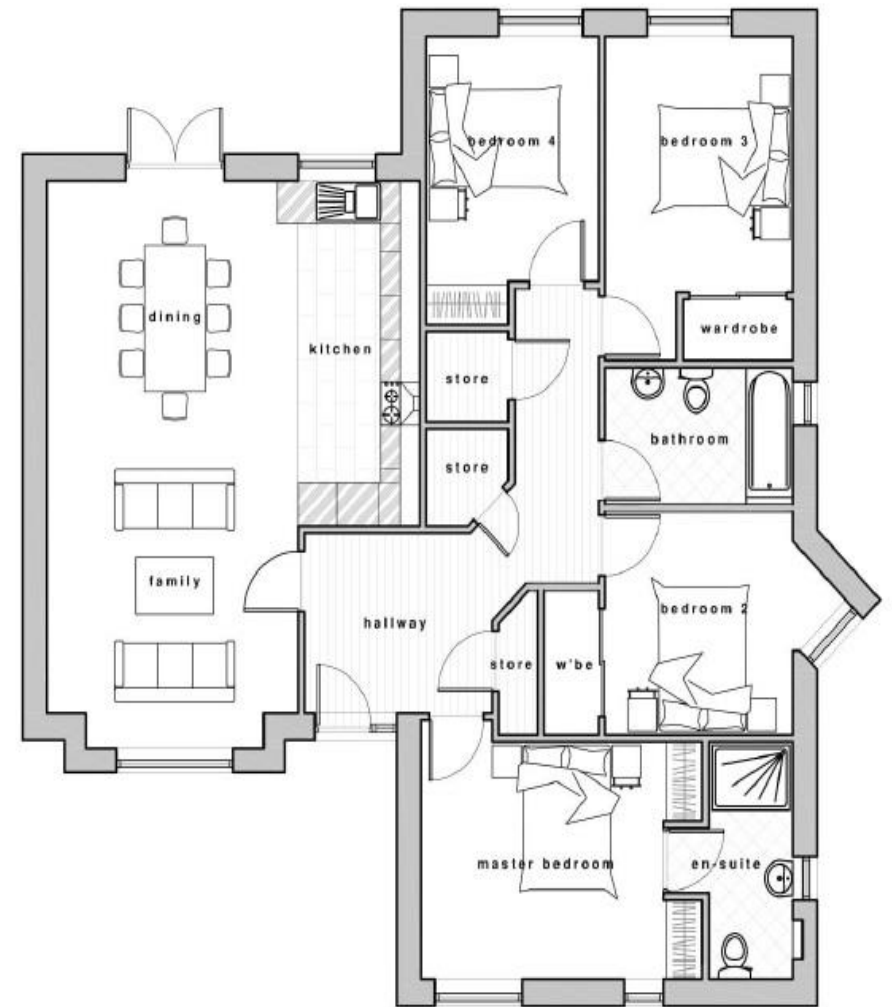 bedroom 4
bedroom 3
dining
kitchen
wardrobe
store
bathroom
store
family
hallway
bedroom 2
store
w'be
master bedroom
en-suite